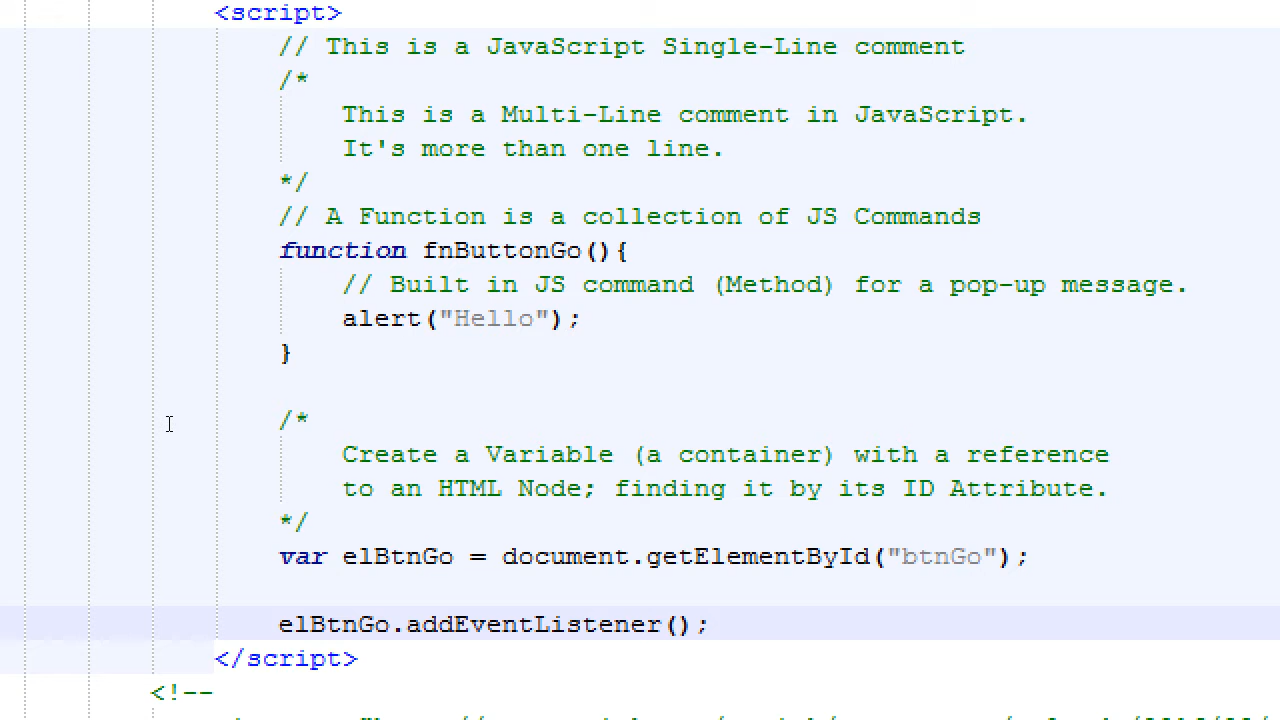 <script>
// This is a JavaScript Single-Line comment
/*
This is a Multi-Line comment in JavaScript.
It's more than one line.
*/
// A Function is a collection of JS Commands
function fnButtonGo(){
// Built in JS command (Method) for a pop-up message.
alert("Hello");
}
/*
Create a Variable (a container) with a reference
to an HTML Node; finding it by its ID Attribute.
*/
var elBtnGo = document.getElementById("btnGo");
elBtnGo.addEventListener();
</script>
<!--